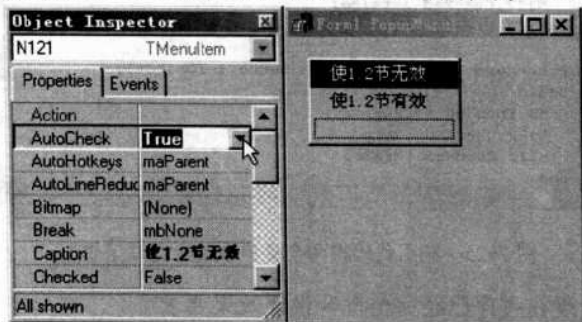 Object Inspector
N121 TMenuItem
Properties Events
Action
AutoCheck True
AutoHotkeys maParent
AutoLineReduc maParent
Bitmap (None)
Break mbNone
Caption 使1.2节无效
Checked False
All shown
Form1 PopupMenu1
使1.2节无效
使1.2节有效